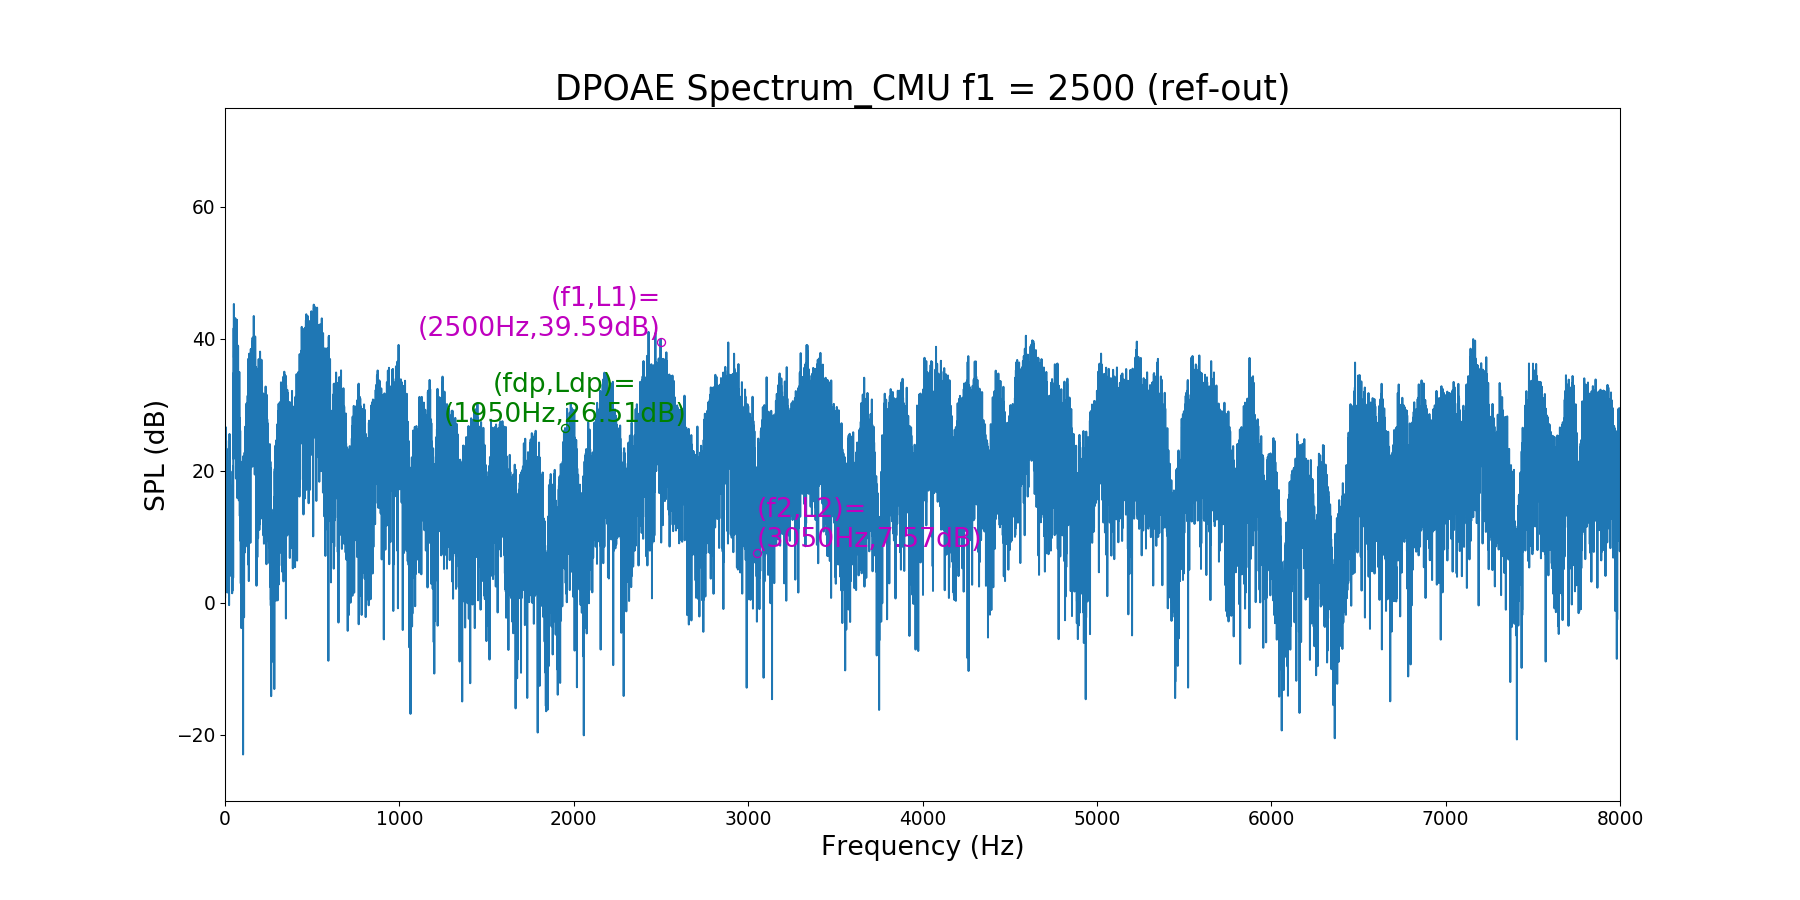 DPOAE Spectrum_CMU f1 = 2500 (ref-out)
SPL (dB)
60
40
20
0
−20
(f1,L1)=
(2500Hz,39.59dB)
(fdp,Ldp)=
(1950Hz,26.51dB)
(f2,L2)=
(3050Hz,7.57dB)
0 1000 2000 3000 4000 5000 6000 7000 8000
Frequency (Hz)